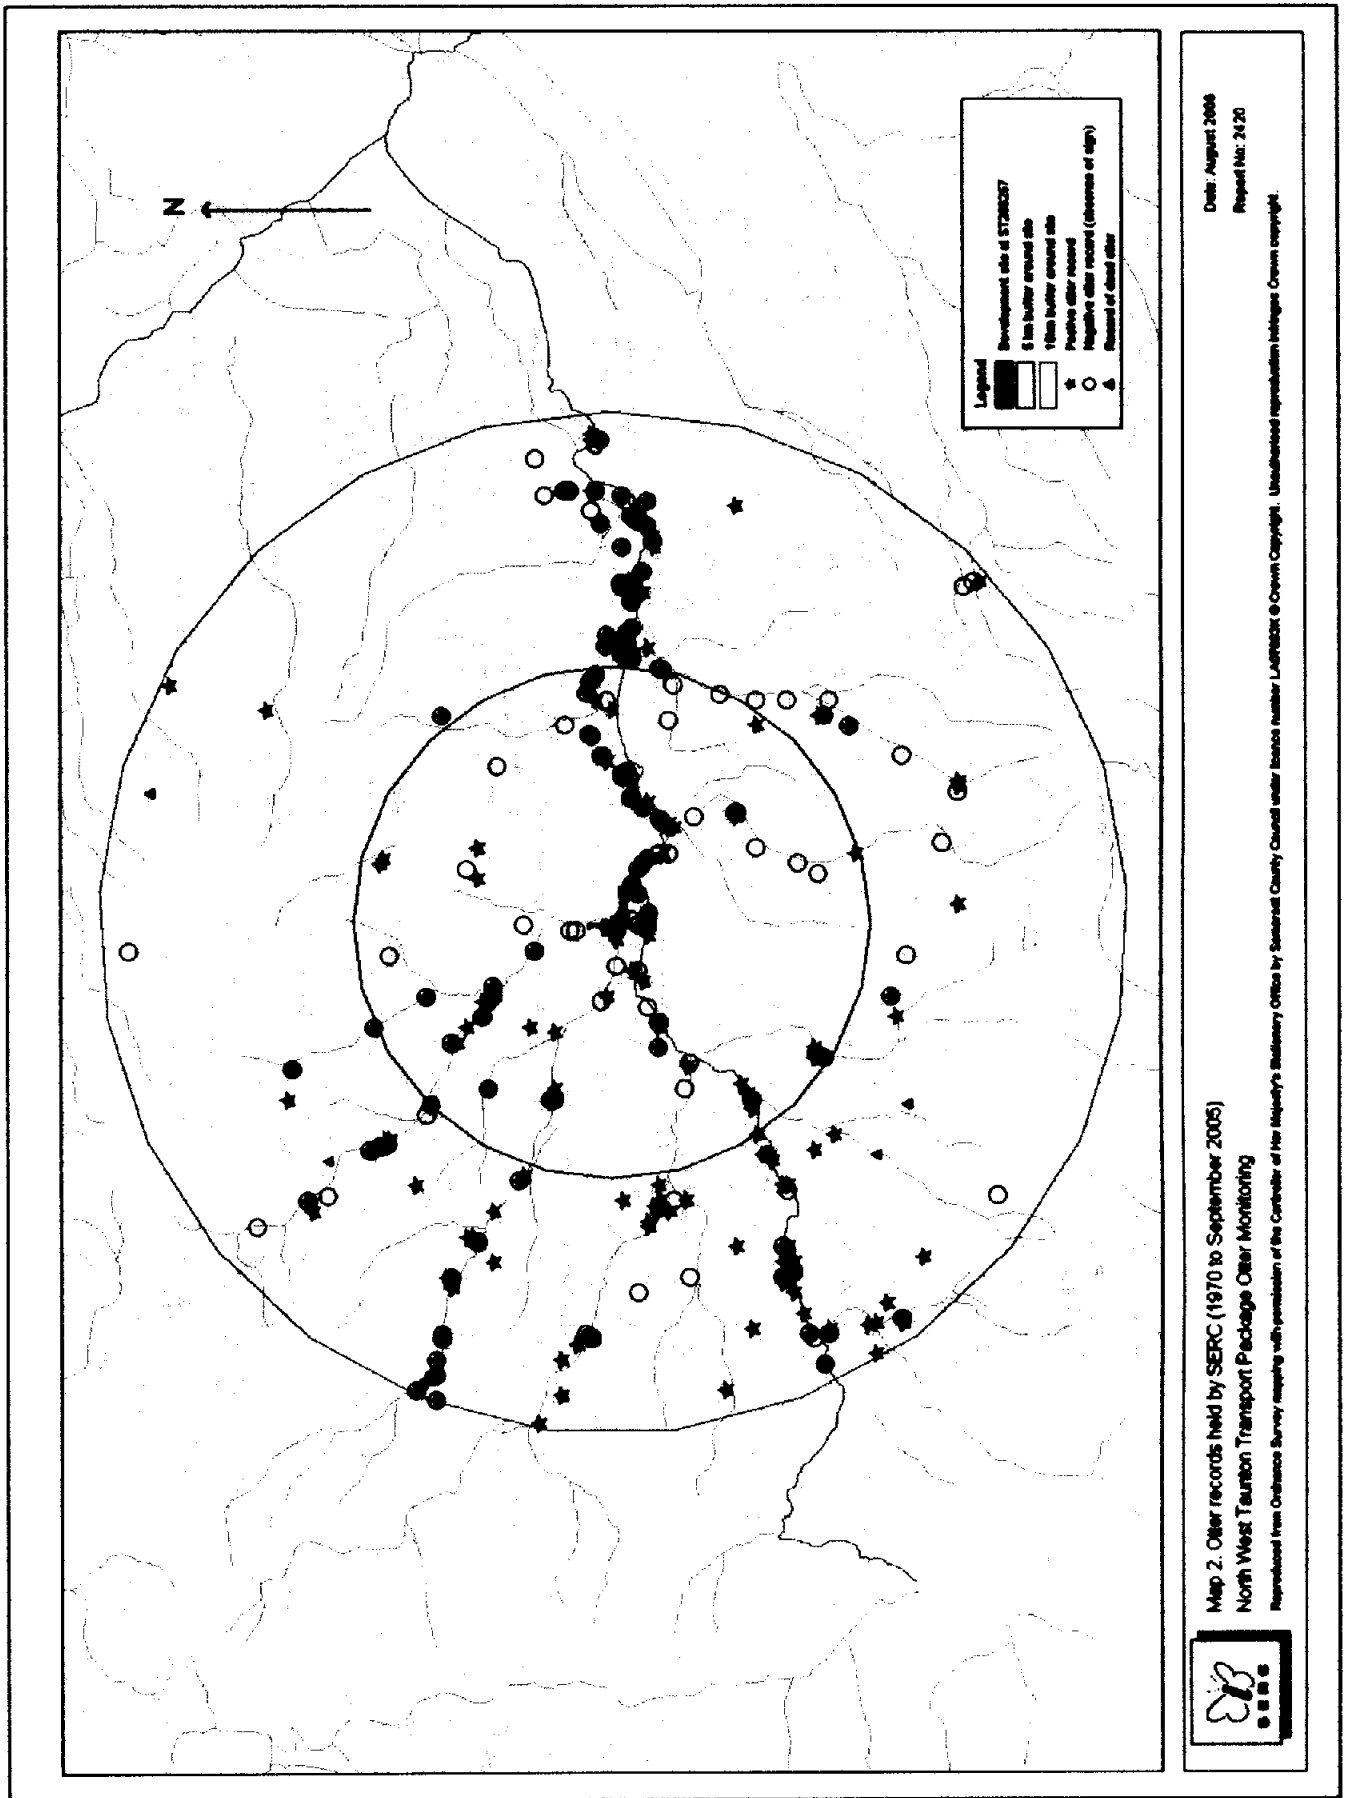 N
Legend
Development site at ST200257
5 km buffer around site
10km buffer around site
Positive otter record
Negative otter record (absence of sign)
Record of dead otter
Map 2. Otter records held by SERC (1970 to September 2005)
North West Taunton Transport Package Otter Monitoring
Reproduced from Ordnance Survey mapping with permission of the Controller of Her Majesty's Stationery Office by Somerset County Council under licence number © Crown Copyright. Unauthorised reproduction infringes Crown copyright.
Date: August 2006
Report No: 2420